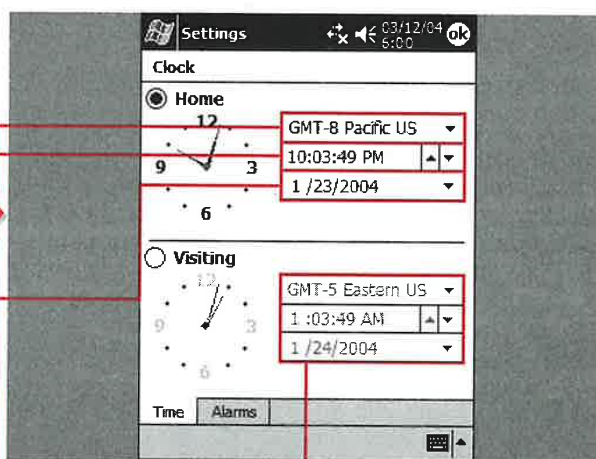 Settings
03/12/04
6:00
ok
Clock
Home
12
9
3
6
GMT-8 Pacific US
10:03:49 PM
1 /23/2004
Visiting
12
9
3
6
GMT-5 Eastern US
1 :03:49 AM
1 /24/2004
Time Alarms